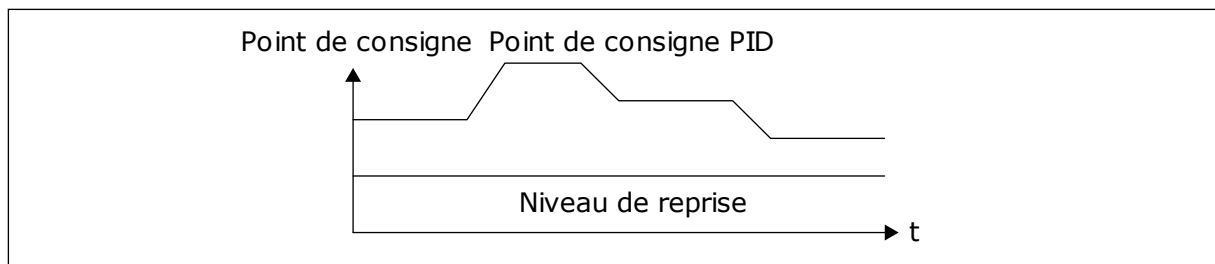 Point de consigne
Point de consigne PID
Niveau de reprise
t